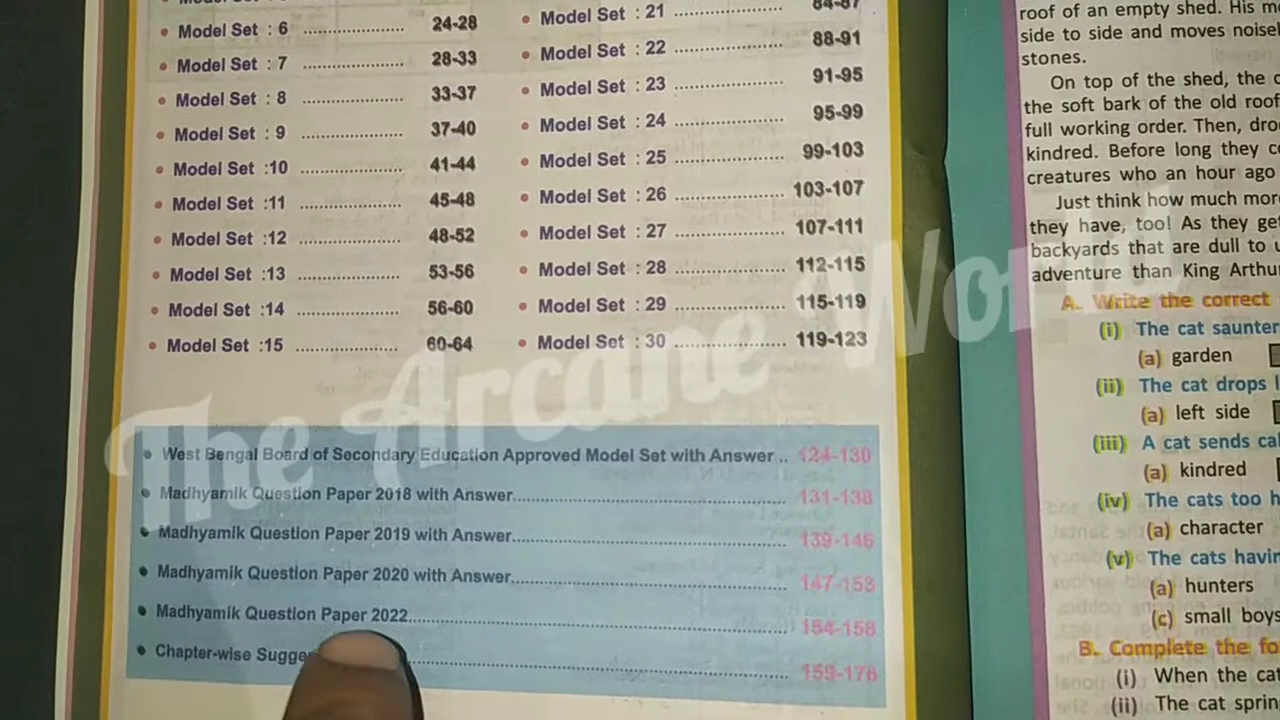 Model Set : 6 .................... 24-28
Model Set : 7 .................... 28-33
Model Set : 8 .................... 33-37
Model Set : 9 .................... 37-40
Model Set :10 .................... 41-44
Model Set :11 .................... 45-48
Model Set :12 .................... 48-52
Model Set :13 .................... 53-56
Model Set :14 .................... 56-60
Model Set :15 .................... 60-64
Model Set : 21 .................... 84-87
Model Set : 22 .................... 88-91
Model Set : 23 .................... 91-95
Model Set : 24 .................... 95-99
Model Set : 25 .................... 99-103
Model Set : 26 .................... 103-107
Model Set : 27 .................... 107-111
Model Set : 28 .................... 112-115
Model Set : 29 .................... 115-119
Model Set : 30 .................... 119-123
West Bengal Board of Secondary Education Approved Model Set with Answer .. 124-130
Madhyamik Question Paper 2018 with Answer.................... 131-138
Madhyamik Question Paper 2019 with Answer.................... 139-146
Madhyamik Question Paper 2020 with Answer.................... 147-153
Madhyamik Question Paper 2022.................... 154-158
Chapter-wise .................... 159-176
The Arcane World
roof of an empty shed. His
side to side and moves
stones.
On top of the shed, the
the soft bark of the old roof
full working order. Then,
kindred. Before long they
creatures who an hour ago
Just think how much
they have, too! As they
backyards that are dull to
adventure than King
A. Write the correct
(i) The cat
(a) garden
(ii) The cat drops
(a) left side
(iii) A cat sends
(a) kindred
(iv) The cats too
(a) character
(v) The cats
(a) hunters
(c) small boys
B. Complete the
(i) When the
(ii) The cat